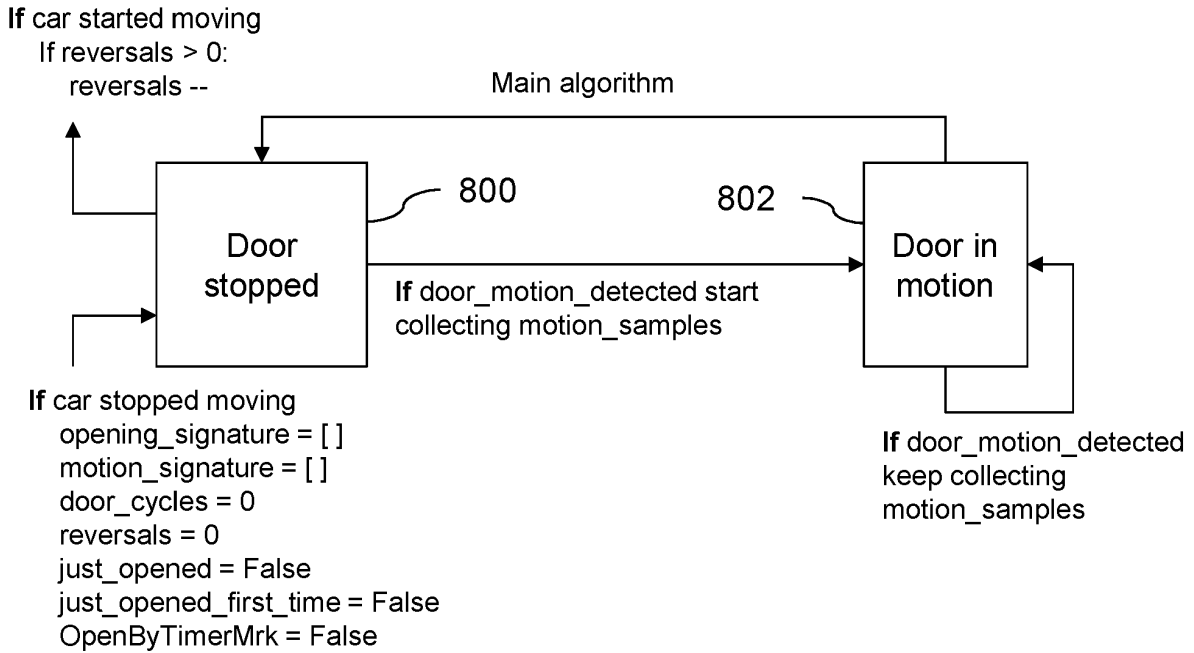 If car started moving
If reversals > 0:
reversals --
Main algorithm
800
802
Door
stopped
Door in
motion
If door_motion_detected start
collecting motion_samples
If car stopped moving
opening_signature = [ ]
motion_signature = [ ]
door_cycles = 0
reversals = 0
just_opened = False
just_opened_first_time = False
OpenByTimerMrk = False
If door_motion_detected
keep collecting
motion_samples